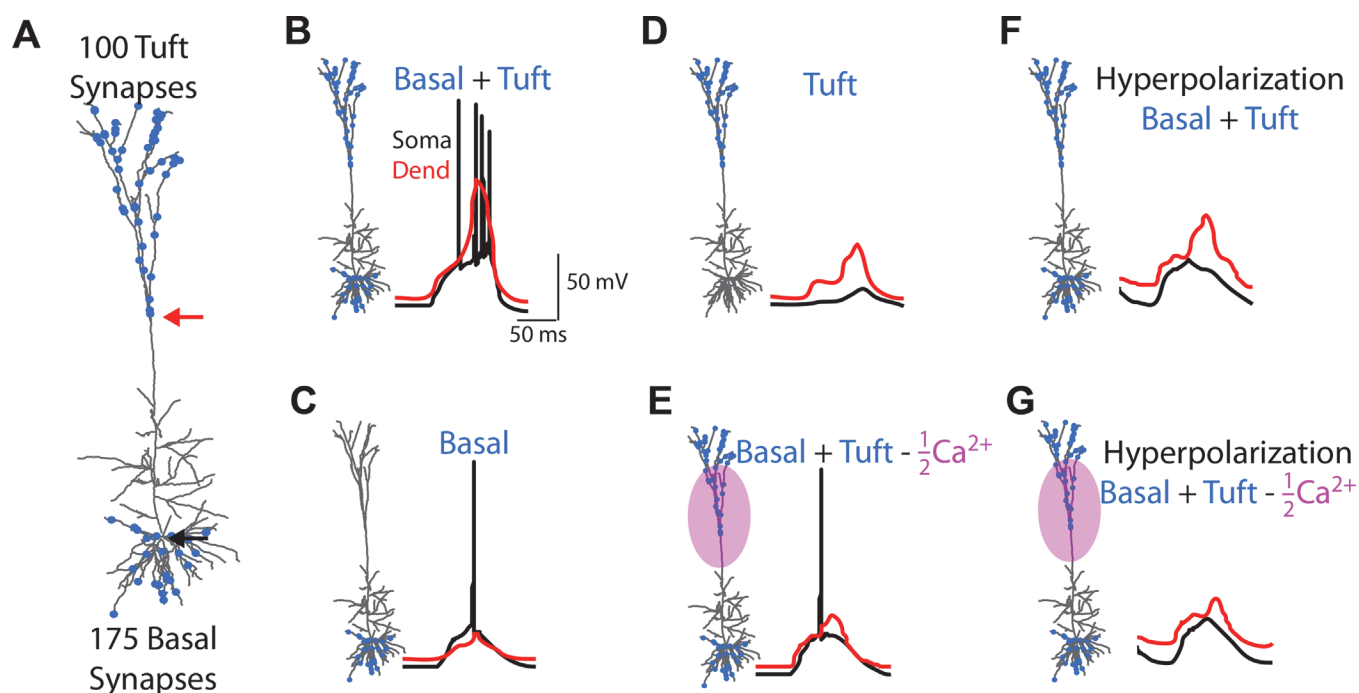 A
100 Tuft
Synapses
175 Basal
Synapses
B
Basal + Tuft
Soma
Dend
50 mV
50 ms
C
Basal
D
Tuft
E
Basal + Tuft - ½Ca²⁺
F
Hyperpolarization
Basal + Tuft
G
Hyperpolarization
Basal + Tuft - ½Ca²⁺